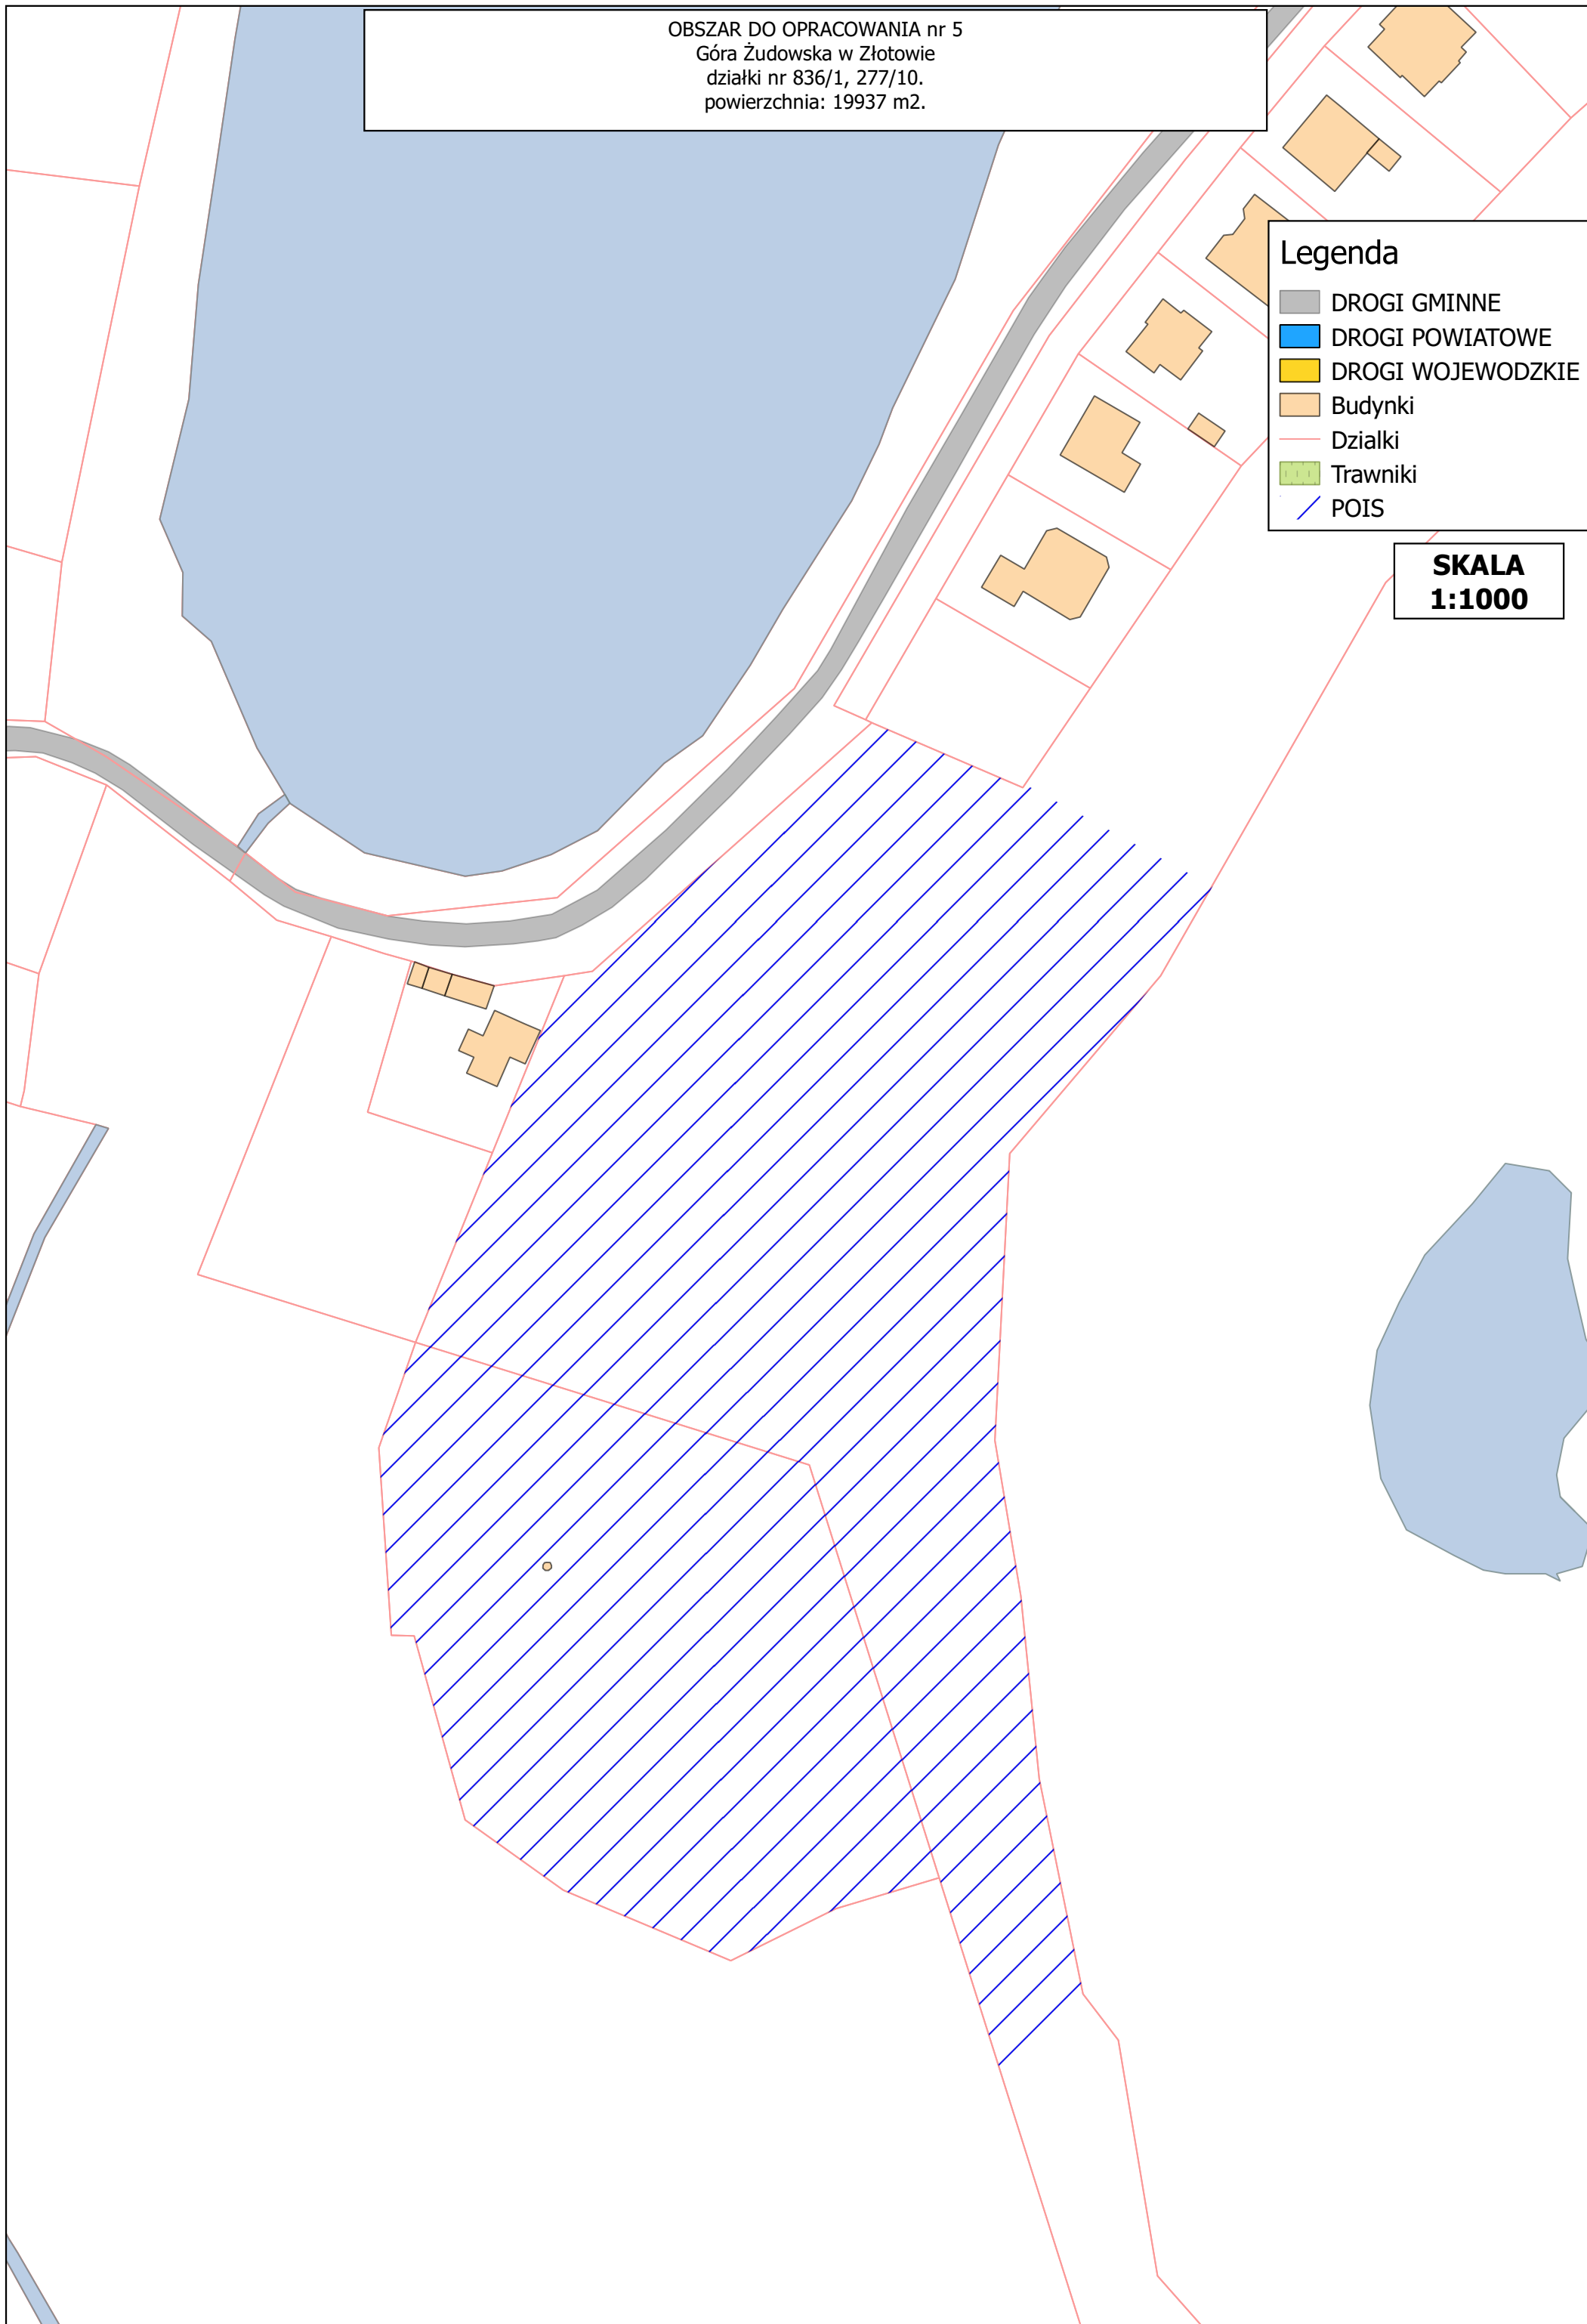 OBSZAR DO OPRACOWANIA nr 5
Góra Żudowska w Złotowie
działki nr 836/1, 277/10.
powierzchnia: 19937 m2.
Legenda
DROGI GMINNE
DROGI POWIATOWE
DROGI WOJEWODZKIE
Budynki
Dzialki
Trawniki
POIS
SKALA
1:1000